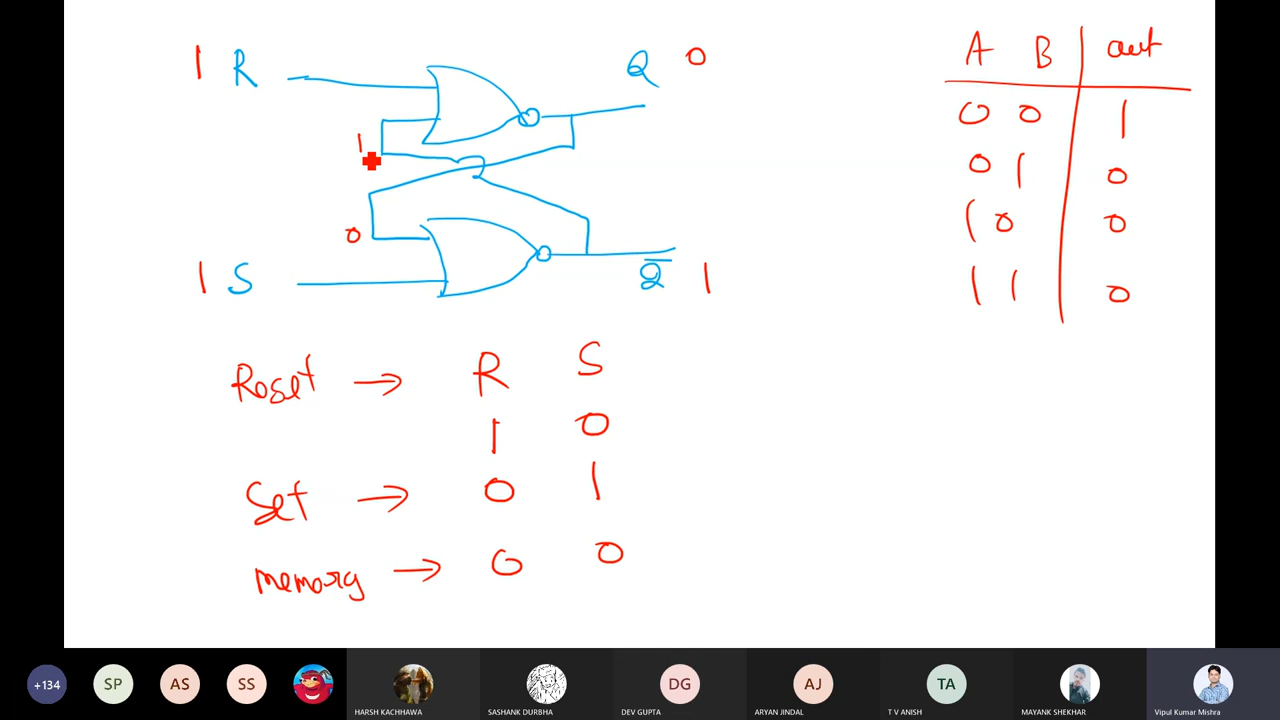 1 R Q 0
1
0
1 S Q̅ 1
A B out
0 0 1
0 1 0
1 0 0
1 1 0
Reset → R S
1 0
Set → 0 1
memory → 0 0
+134 SP AS SS DG AJ TA
HARSH KACHHAWA SASHANK DURBHA DEV GUPTA ARYAN JINDAL T V ANISH MAYANK SHEKHAR Vipul Kumar Mishra